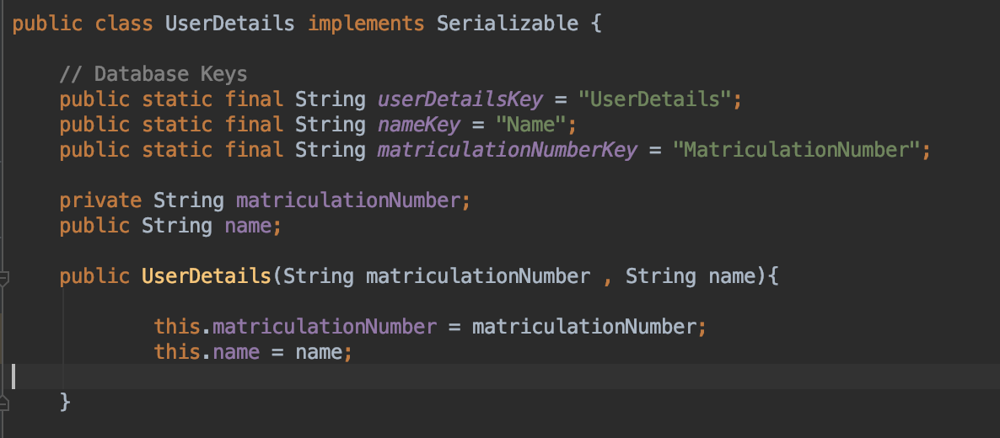 public class UserDetails implements Serializable {
// Database Keys
public static final String userDetailsKey = "UserDetails";
public static final String nameKey = "Name";
public static final String matriculationNumberKey = "MatriculationNumber";
private String matriculationNumber;
public String name;
public UserDetails(String matriculationNumber , String name){
this.matriculationNumber = matriculationNumber;
this.name = name;
}